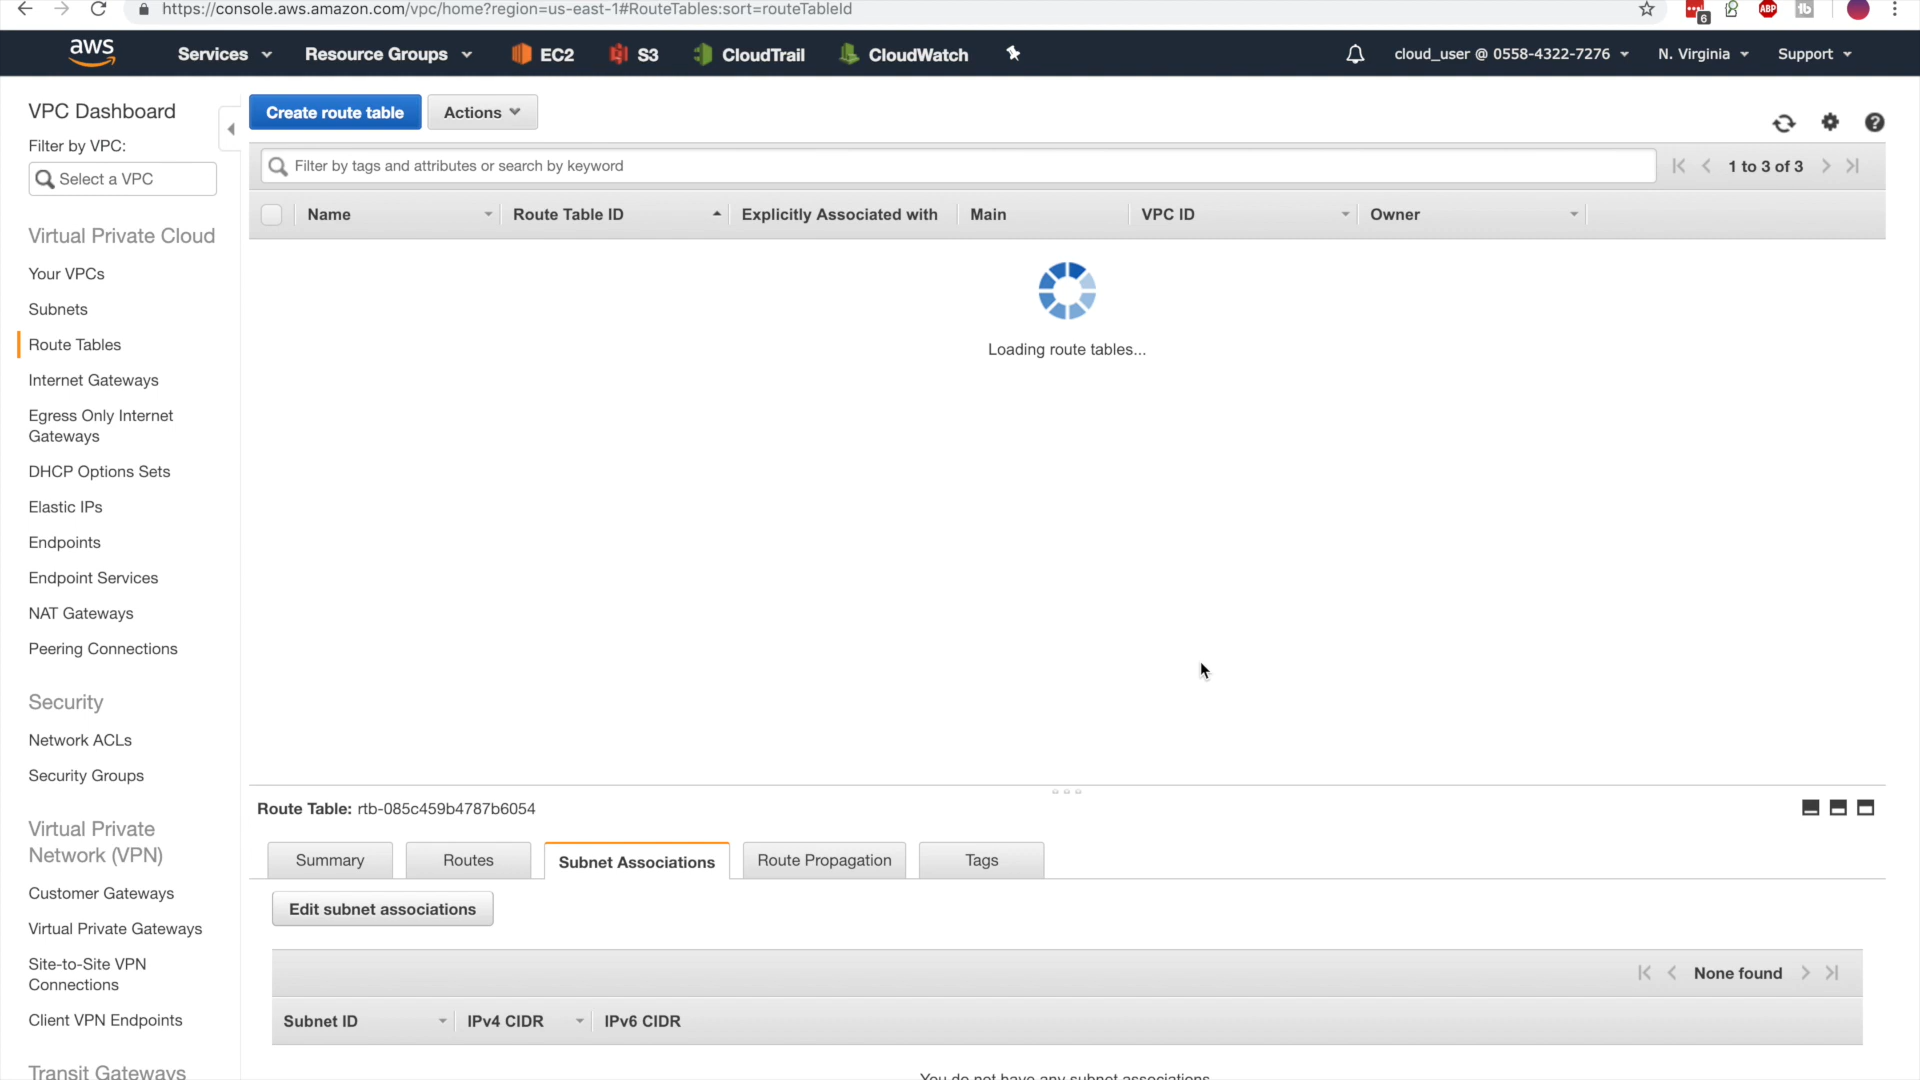 https://console.aws.amazon.com/vpc/home?region=us-east-1#RouteTables:sort=routeTableId
6
ABP
tb
aws
Services
Resource Groups
EC2
S3
CloudTrail
CloudWatch
cloud_user @ 0558-4322-7276
N. Virginia
Support
VPC Dashboard
Filter by VPC:
Select a VPC
Virtual Private Cloud
Your VPCs
Subnets
Route Tables
Internet Gateways
Egress Only Internet
Gateways
DHCP Options Sets
Elastic IPs
Endpoints
Endpoint Services
NAT Gateways
Peering Connections
Security
Network ACLs
Security Groups
Virtual Private
Network (VPN)
Customer Gateways
Virtual Private Gateways
Site-to-Site VPN
Connections
Client VPN Endpoints
Transit Gateways
Create route table
Actions
Filter by tags and attributes or search by keyword
1 to 3 of 3
Name
Route Table ID
Explicitly Associated with
Main
VPC ID
Owner
Loading route tables...
Route Table: rtb-085c459b4787b6054
Summary
Routes
Subnet Associations
Route Propagation
Tags
Edit subnet associations
None found
Subnet ID
IPv4 CIDR
IPv6 CIDR
You do not have any subnet associations